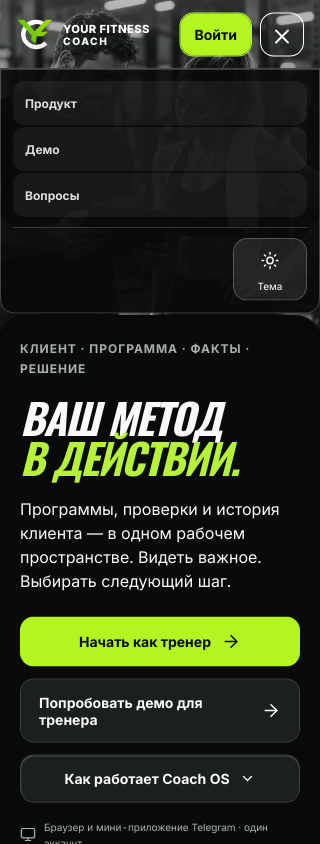 YOUR FITNESS
COACH
Войти
Продукт
Демо
Вопросы
Тема
КЛИЕНТ · ПРОГРАММА · ФАКТЫ ·
РЕШЕНИЕ
ВАШ МЕТОД
В ДЕЙСТВИИ.
Программы, проверки и история
клиента — в одном рабочем
пространстве. Видеть важное.
Выбирать следующий шаг.
Начать как тренер
Попробовать демо для
тренера
Как работает Coach OS
Браузер и мини-приложение Telegram · один
аккаунт